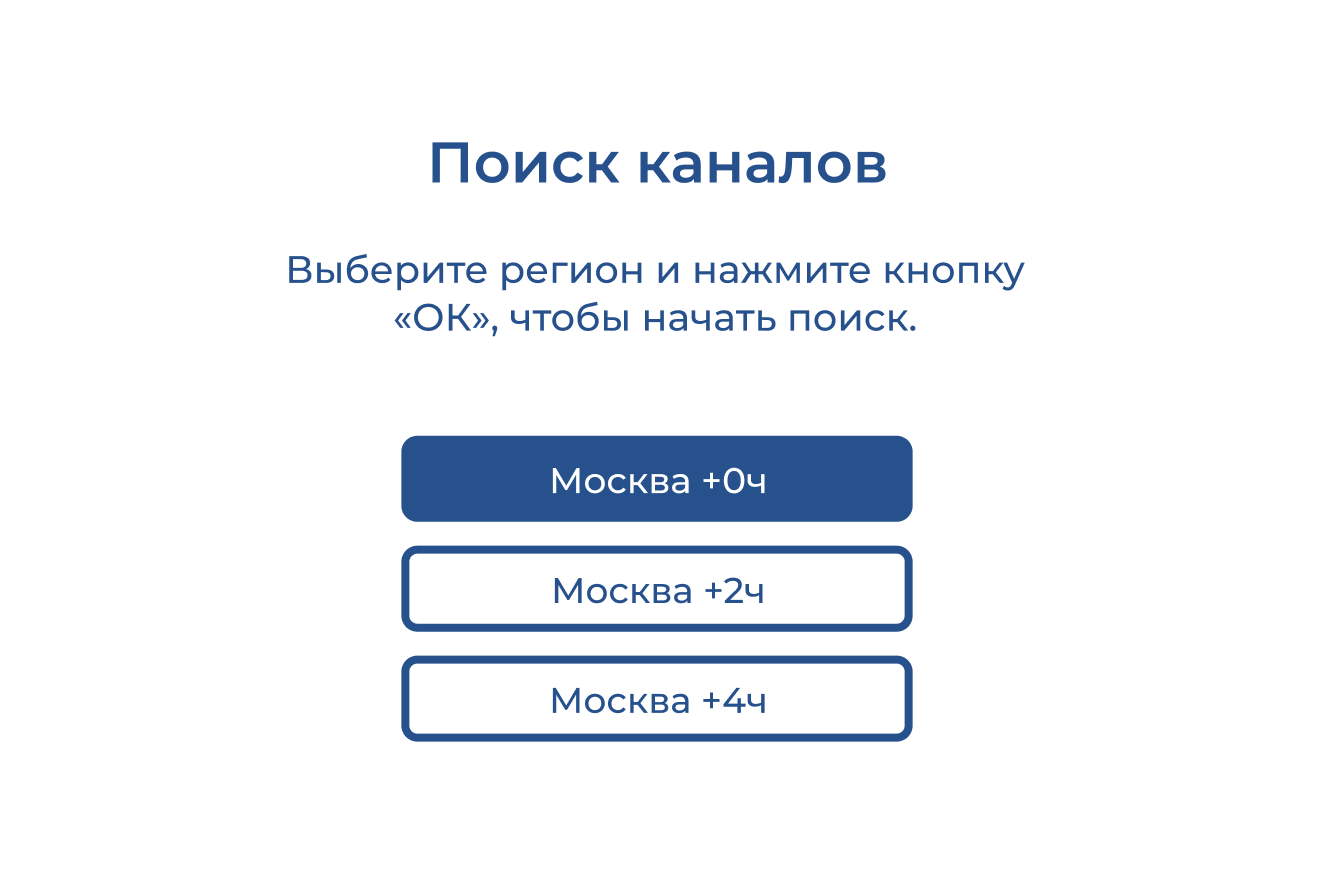 Поиск каналов
Выберите регион и нажмите кнопку
«ОК», чтобы начать поиск.
Москва +0ч
Москва +2ч
Москва +4ч